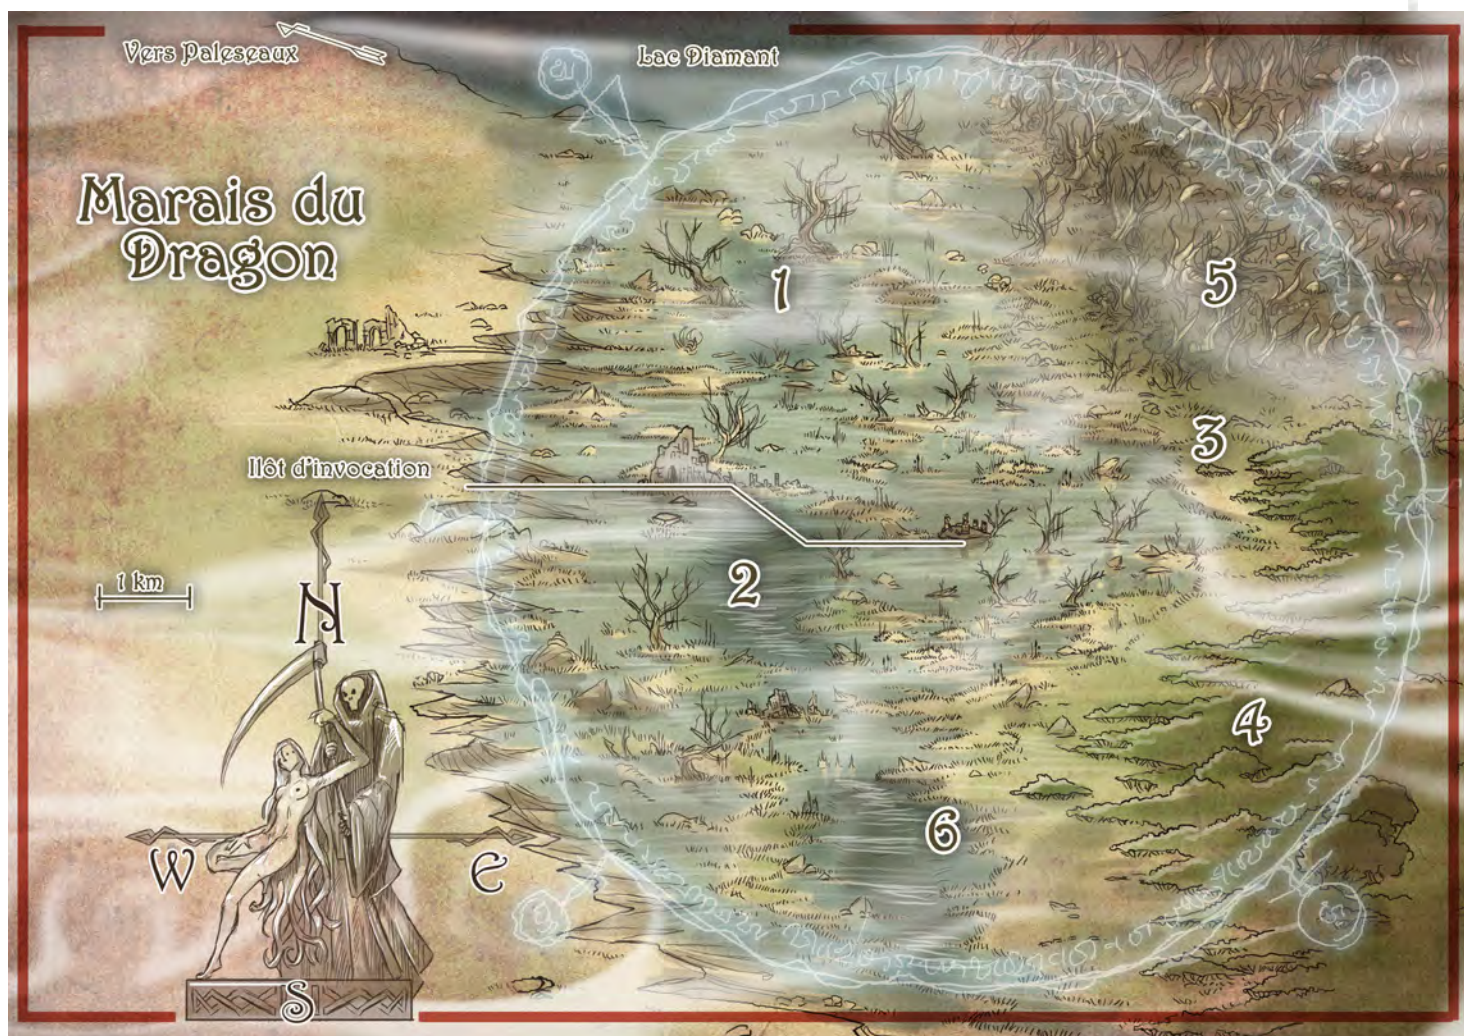 Vers Paleseaux
Lac Diamant
Marais du
Dragon
1
5
3
Ilôt d'invocation
2
1 km
N
4
6
W
E
S